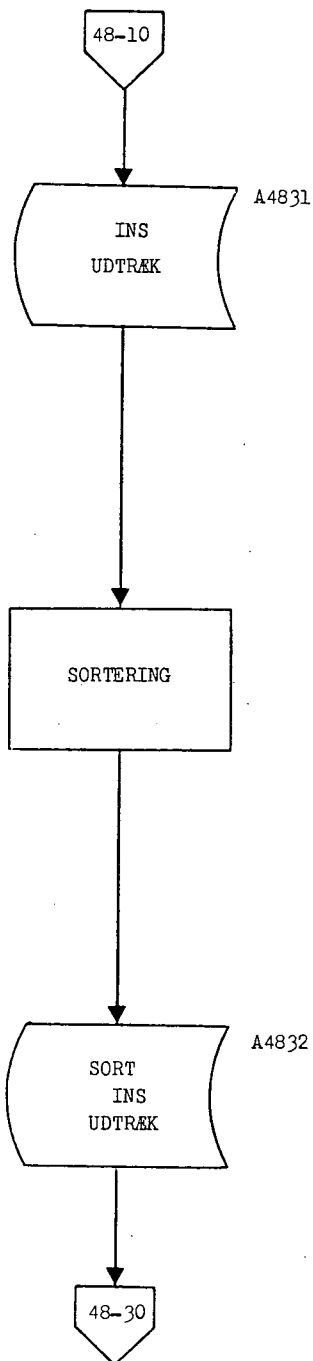 48-10
A4831
INS
UDTRÆK
SORTERING
A4832
SORT
INS
UDTRÆK
48-30